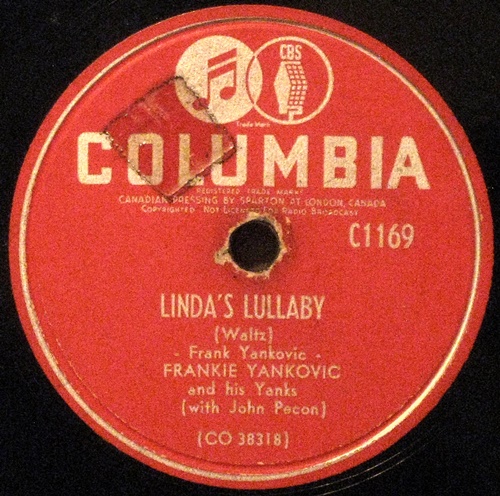 CBS
Trade Mark
COLUMBIA
REGISTERED TRADE MARK
CANADIAN PRESSING BY SPARTON AT LONDON, CANADA
Copyrighted Not Licensed For Radio Broadcast
C1169
LINDA'S LULLABY
(Waltz)
- Frank Yankovic -
FRANKIE YANKOVIC
and his Yanks
(with John Pecon)
(CO 38318)